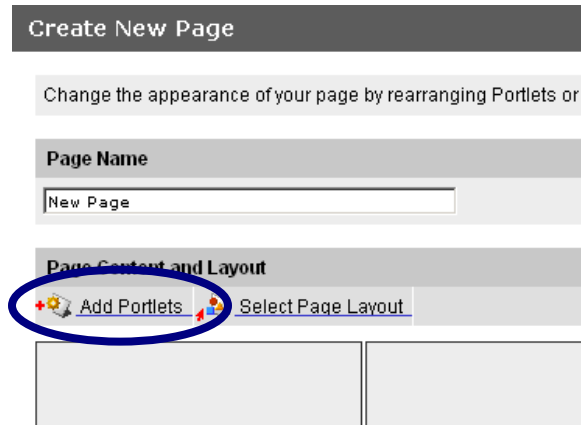 Create New Page
Change the appearance of your page by rearranging Portlets or
Page Name
New Page
Page Content and Layout
Add Portlets Select Page Layout